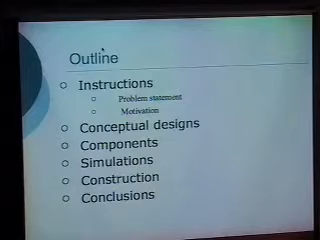 Outline
Instructions
Problem statement
Motivation
Conceptual designs
Components
Simulations
Construction
Conclusions